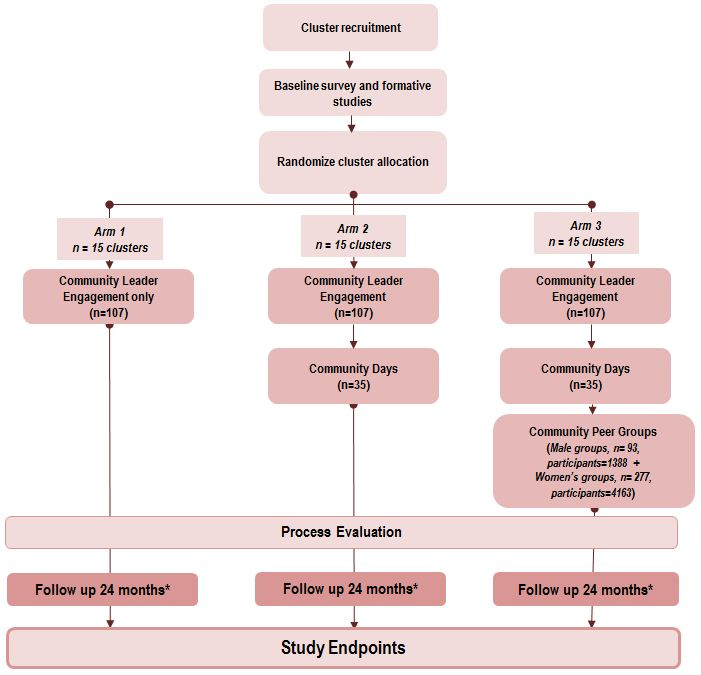 Cluster recruitment
Baseline survey and formative
studies
Randomize cluster allocation
Arm 1
n = 15 clusters
Arm 2
n = 15 clusters
Arm 3
n = 15 clusters
Community Leader
Engagement only
(n=107)
Community Leader
Engagement
(n=107)
Community Leader
Engagement
(n=107)
Community Days
(n=35)
Community Days
(n=35)
Community Peer Groups
(Male groups, n= 93,
participants=1388 +
Women's groups, n= 277,
participants=4163)
Process Evaluation
Follow up 24 months*
Follow up 24 months*
Follow up 24 months*
Study Endpoints